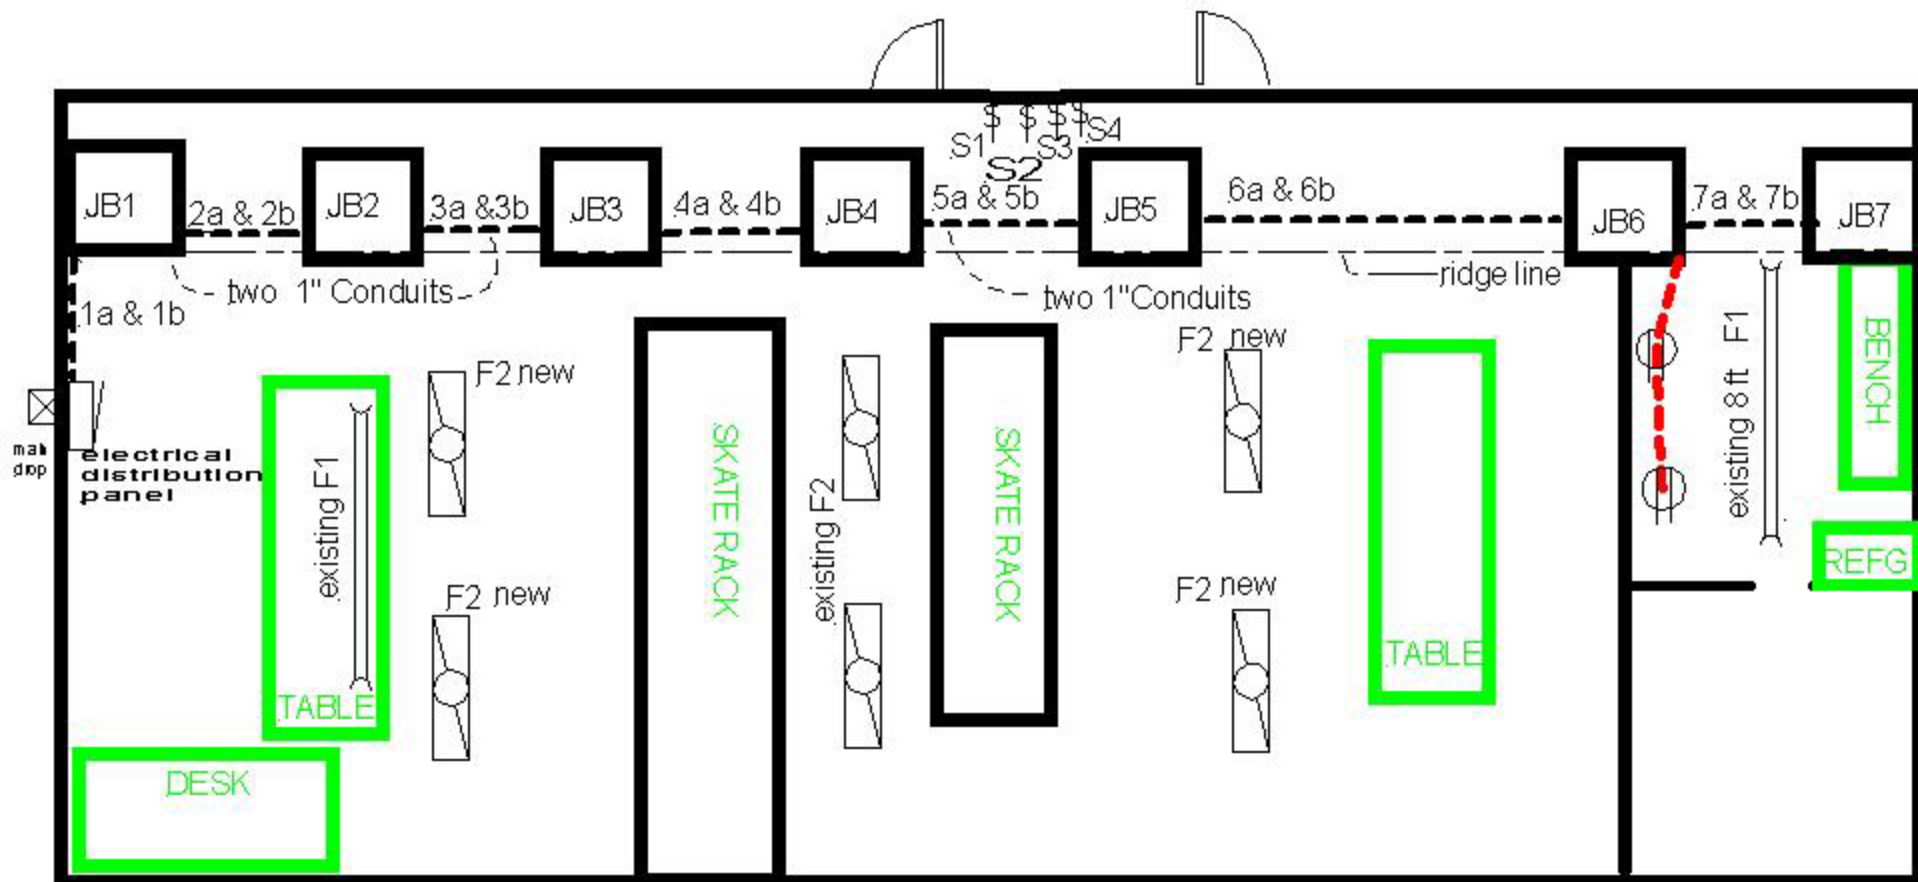 $ $ $ $
S1
S2
S3
S4
JB1
2a & 2b
JB2
3a &3b
JB3
4a & 4b
JB4
5a & 5b
JB5
6a & 6b
JB6
7a & 7b
JB7
two 1" Conduits
two 1"Conduits
ridge line
1a & 1b
main
drop
electrical
distribution
panel
existing F1
TABLE
DESK
F2 new
F2 new
SKATE RACK
existing F2
SKATE RACK
F2 new
F2 new
TABLE
existing 8 ft F1
BENCH
REFG